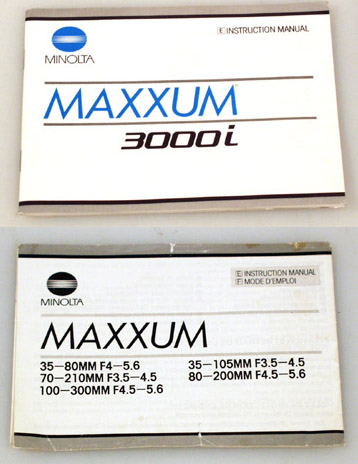 E INSTRUCTION MANUAL
MINOLTA
MAXXUM
3000i
MINOLTA
E INSTRUCTION MANUAL
F MODE D'EMPLOI
MAXXUM
35—80MM F4—5.6 35—105MM F3.5—4.5
70—210MM F3.5—4.5 80—200MM F4.5—5.6
100—300MM F4.5—5.6